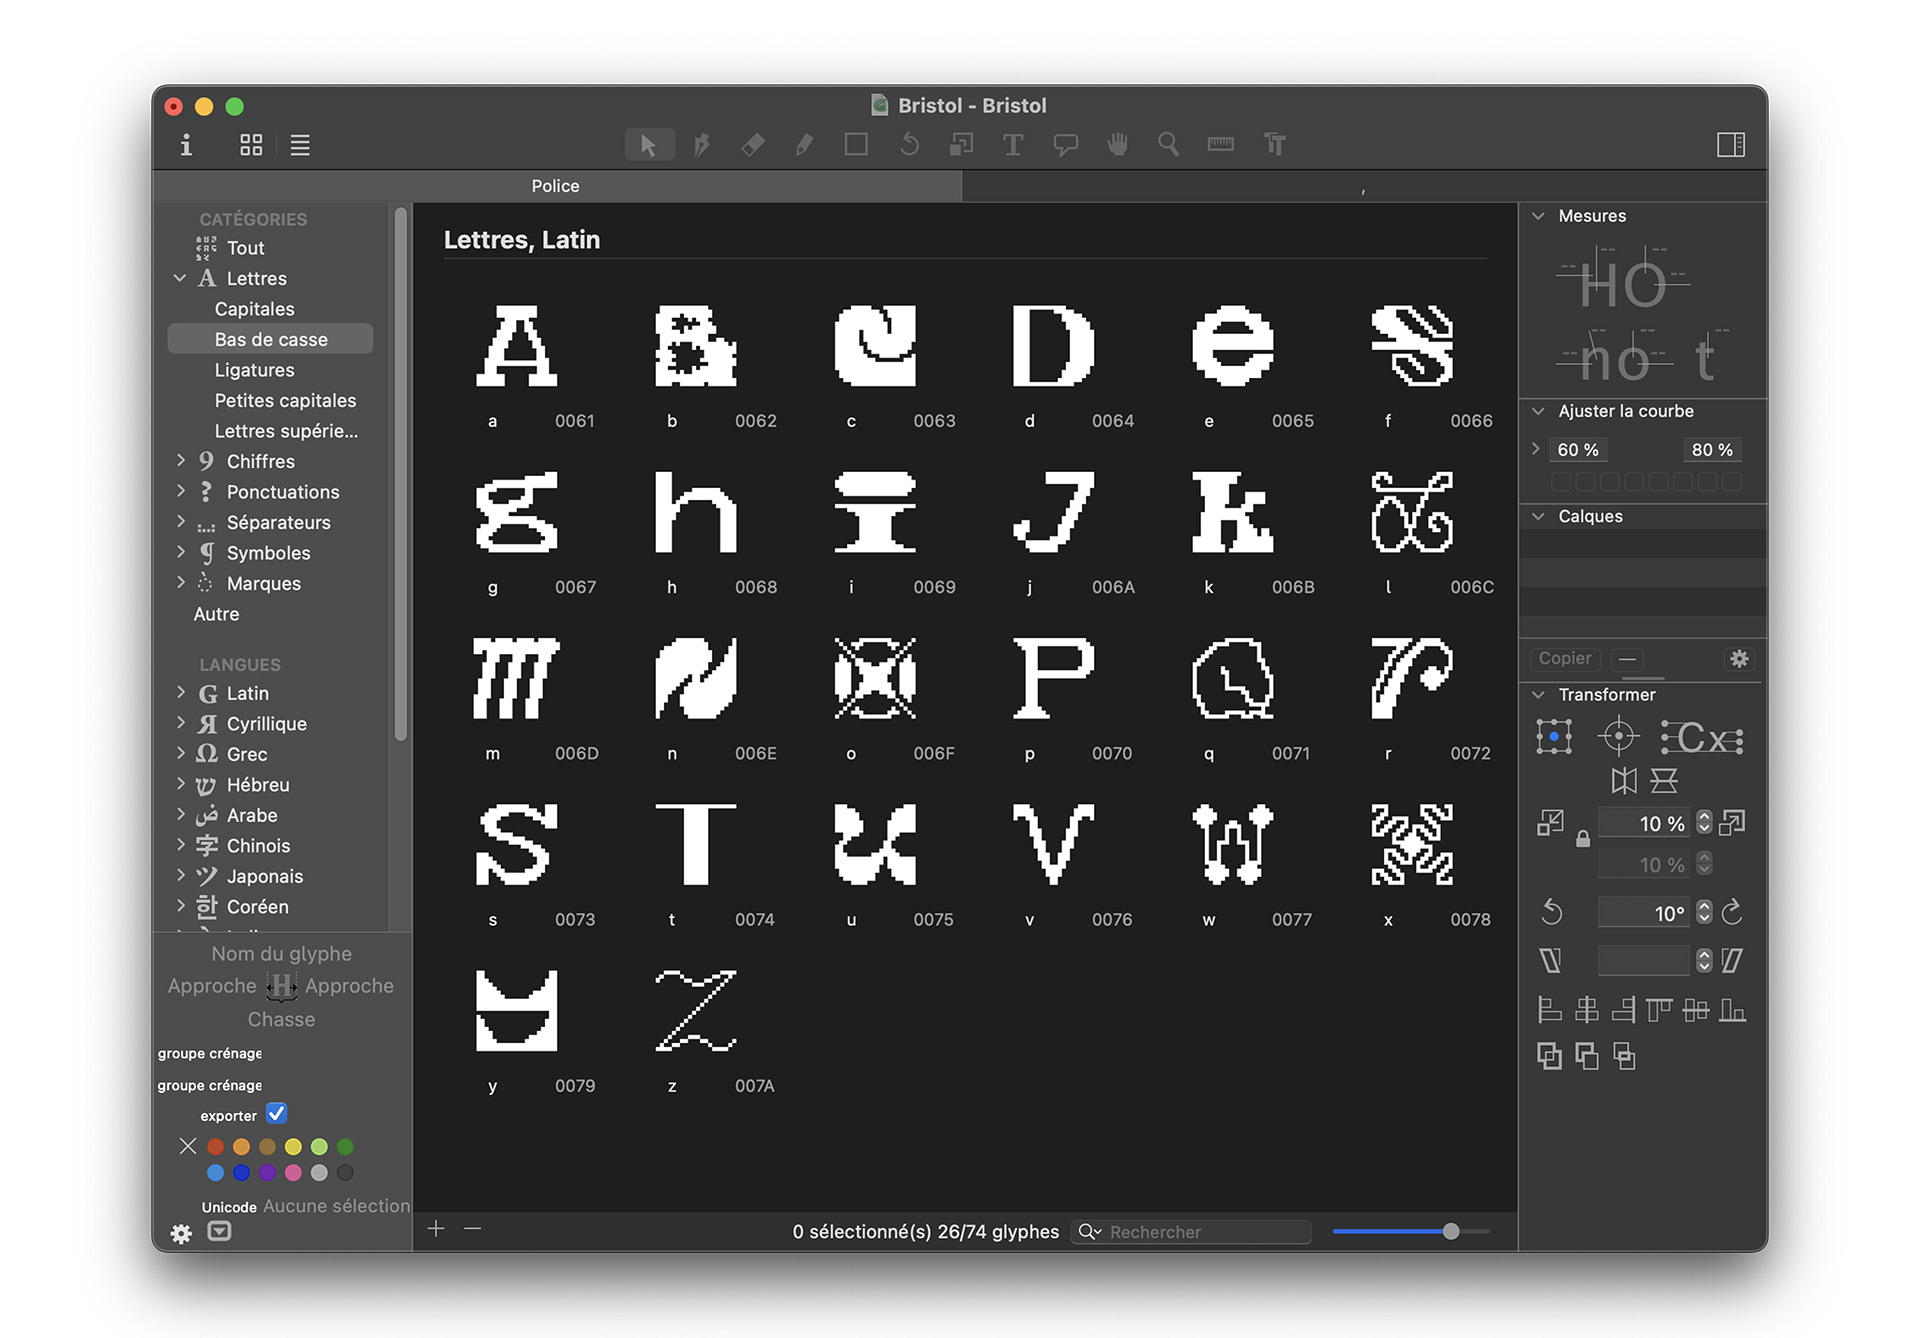 Bristol - Bristol
Police
,
CATÉGORIES
Tout
Lettres
Capitales
Bas de casse
Ligatures
Petites capitales
Lettres supérie...
Chiffres
Ponctuations
Séparateurs
Symboles
Marques
Autre
LANGUES
Latin
Cyrillique
Grec
Hébreu
Arabe
Chinois
Japonais
Coréen
Nom du glyphe
Approche H Approche
Chasse
groupe crénage
groupe crénage
exporter
Unicode Aucune sélection
Lettres, Latin
A B C D e S
a 0061 b 0062 c 0063 d 0064 e 0065 f 0066
g h i J k l
g 0067 h 0068 i 0069 j 006A k 006B l 006C
m n o P Q r
m 006D n 006E o 006F p 0070 q 0071 r 0072
S T u V W x
s 0073 t 0074 u 0075 v 0076 w 0077 x 0078
y z
y 0079 z 007A
0 sélectionné(s) 26/74 glyphes
Rechercher
Mesures
HO
no t
Ajuster la courbe
60 % 80 %
Calques
Copier
Transformer
Cx
10 %
10 %
10°